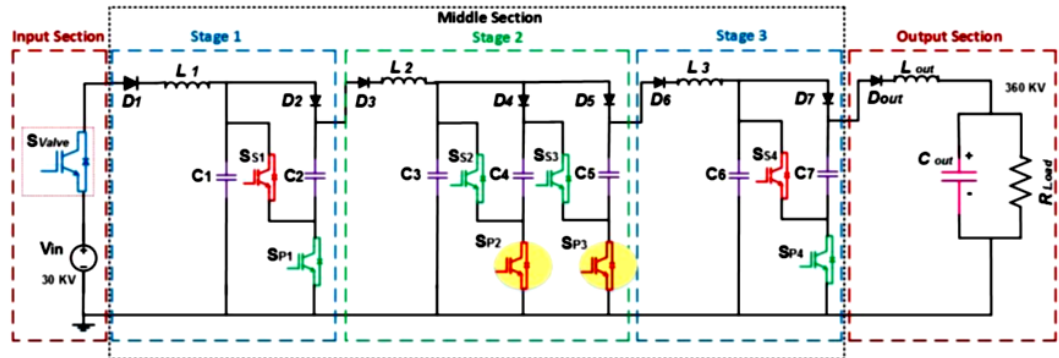 Middle Section
Input Section
Stage 1
Stage 2
Stage 3
Output Section
L 1
L 2
L 3
L out
D1
D2
D3
D4
D5
D6
D7
Dout
360 KV
SValve
SS1
SS2
SS3
SS4
C1
C2
C3
C4
C5
C6
C7
C out
+
-
RLoad
SP1
SP2
SP3
SP4
Vin
+
-
30 KV